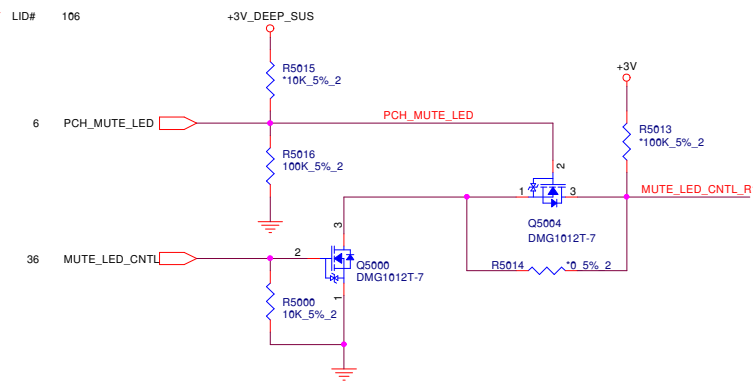 LID# 106
+3V_DEEP_SUS
R5015
*10K_5%_2
+3V
6 PCH_MUTE_LED
PCH_MUTE_LED
R5013
*100K_5%_2
R5016
100K_5%_2
2
1
3
MUTE_LED_CNTL_R
Q5004
DMG1012T-7
3
36 MUTE_LED_CNTL
2
Q5000
DMG1012T-7
R5014
*0_5%_2
R5000
10K_5%_2
1